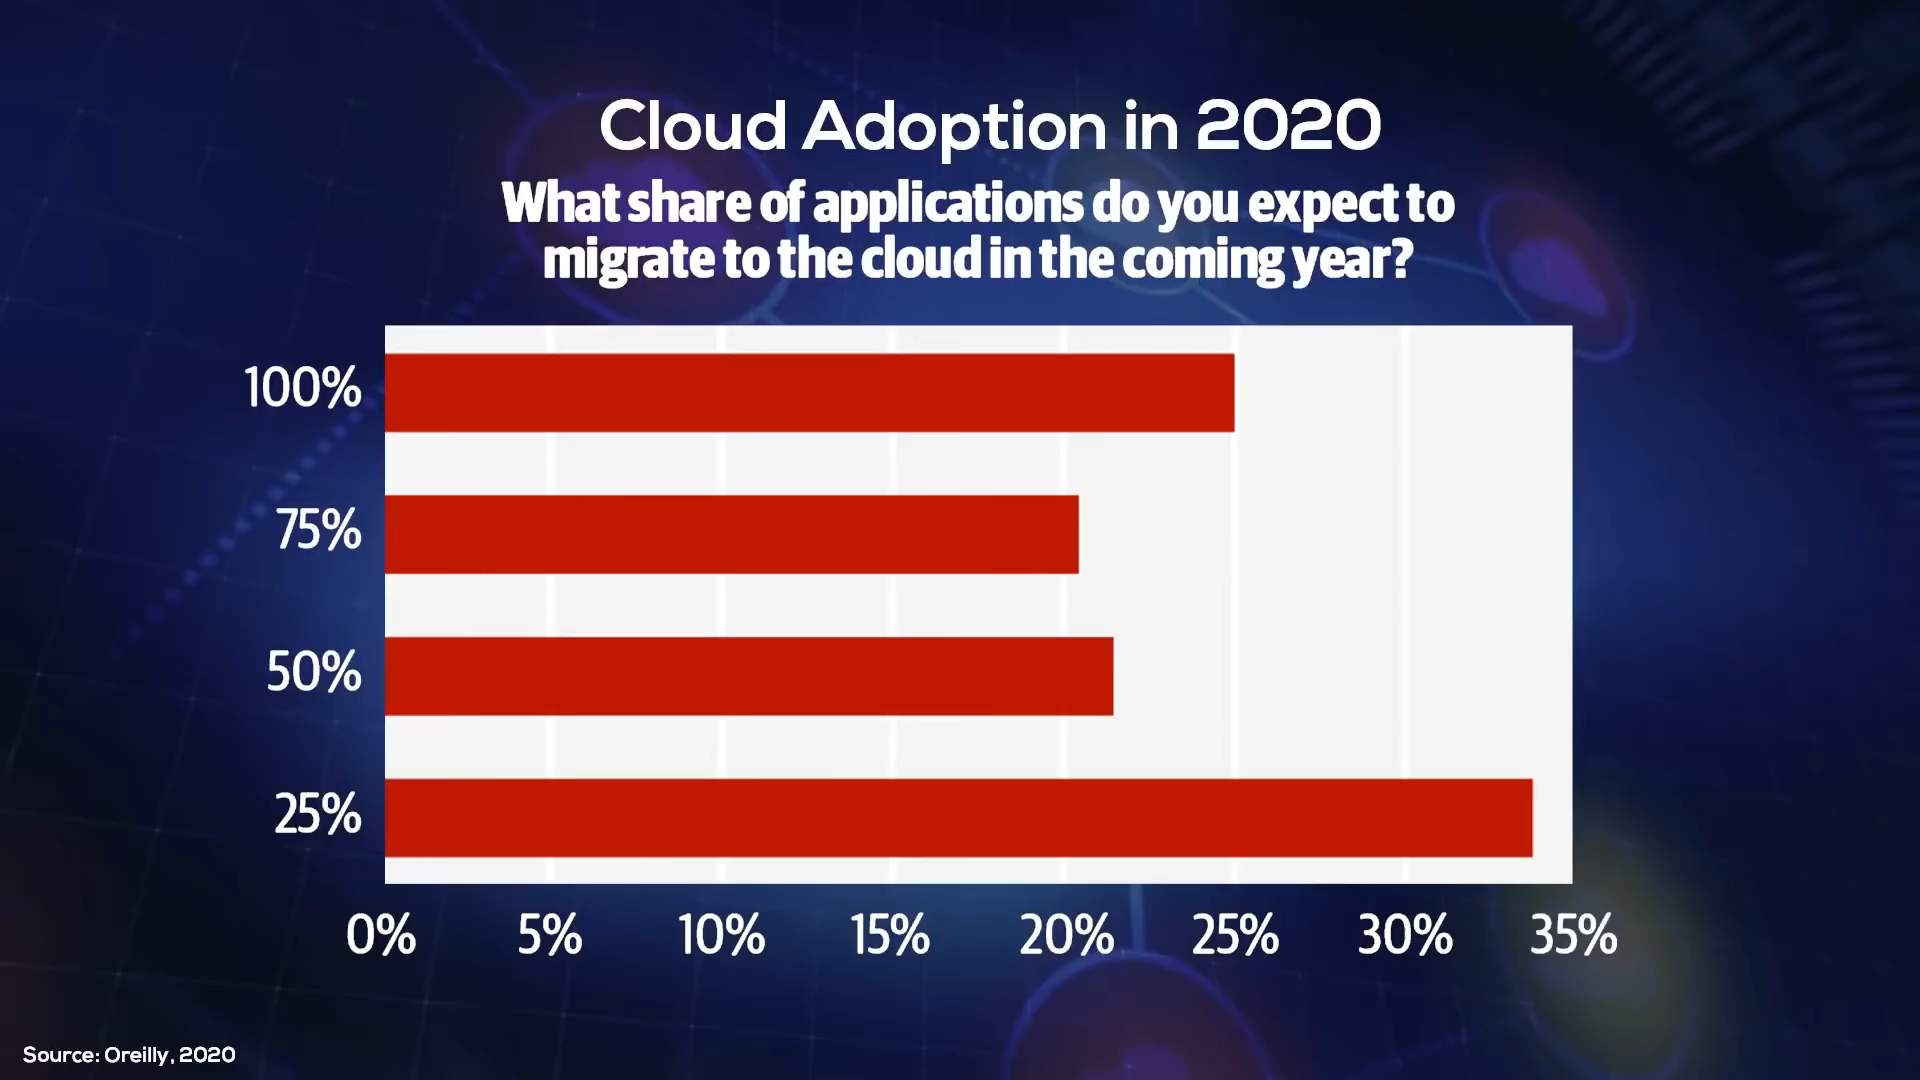 Cloud Adoption in 2020
What share of applications do you expect to
migrate to the cloud in the coming year?
100%
75%
50%
25%
0% 5% 10% 15% 20% 25% 30% 35%
Source: Oreilly, 2020